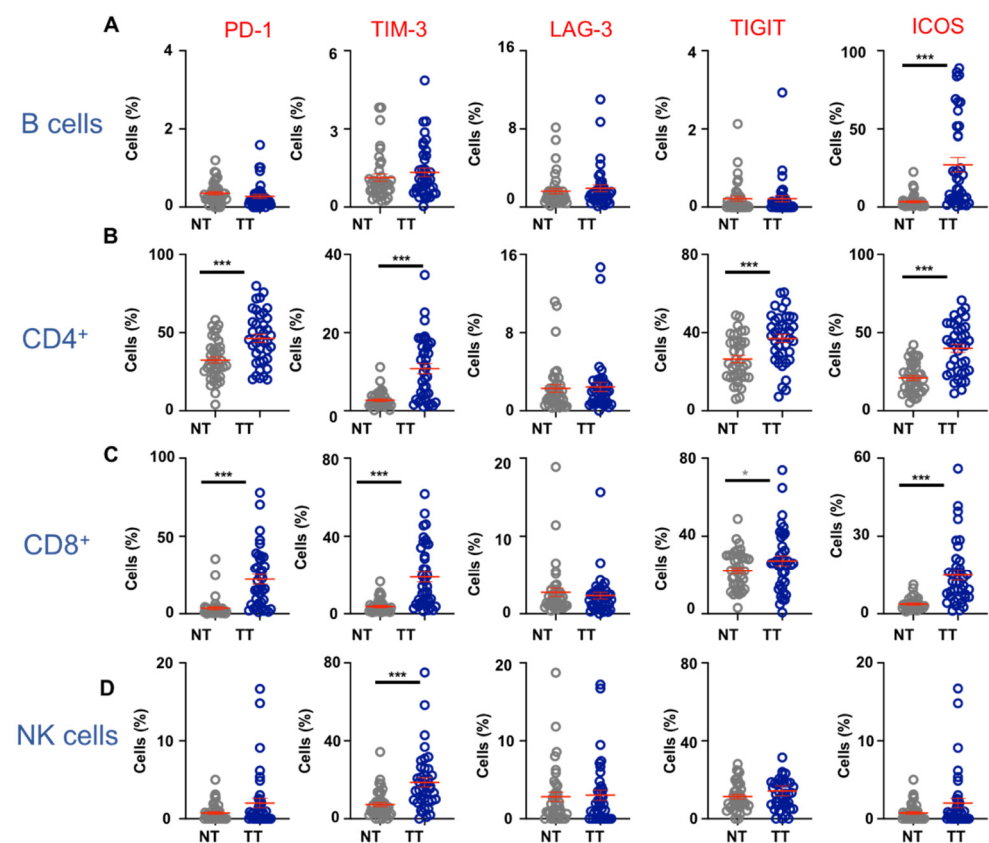 A
PD-1 TIM-3 LAG-3 TIGIT ICOS
B cells
4 2 0 Cells (%) NT TT
6 3 0 Cells (%) NT TT
16 8 0 Cells (%) NT TT
4 2 0 Cells (%) NT TT
100 50 0 Cells (%) *** NT TT
B
CD4⁺
100 50 0 Cells (%) *** NT TT
40 20 0 Cells (%) *** NT TT
16 8 0 Cells (%) NT TT
80 40 0 Cells (%) *** NT TT
100 50 0 Cells (%) *** NT TT
C
CD8⁺
100 50 0 Cells (%) *** NT TT
80 40 0 Cells (%) *** NT TT
20 10 0 Cells (%) NT TT
80 40 0 Cells (%) * NT TT
60 30 0 Cells (%) *** NT TT
D
NK cells
20 10 0 Cells (%) NT TT
80 40 0 Cells (%) *** NT TT
20 10 0 Cells (%) NT TT
80 40 0 Cells (%) NT TT
20 10 0 Cells (%) NT TT